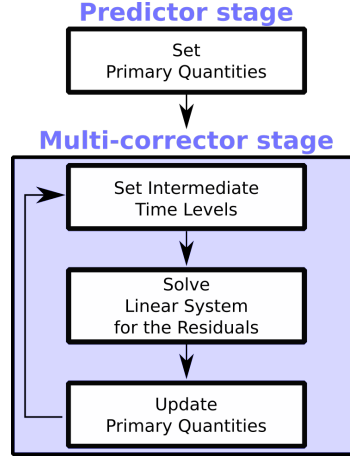 Predictor stage
Set
Primary Quantities
Multi-corrector stage
Set Intermediate
Time Levels
Solve
Linear System
for the Residuals
Update
Primary Quantities